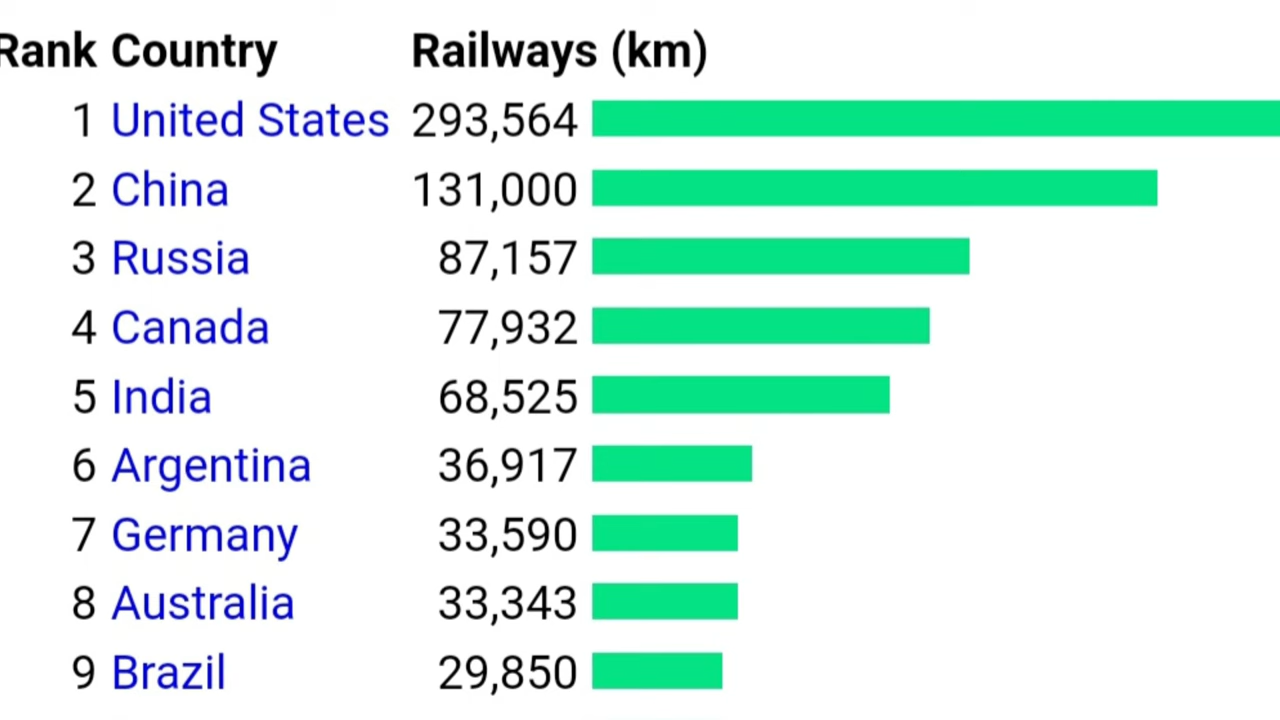 Rank Country Railways (km)
1 United States 293,564
2 China 131,000
3 Russia 87,157
4 Canada 77,932
5 India 68,525
6 Argentina 36,917
7 Germany 33,590
8 Australia 33,343
9 Brazil 29,850